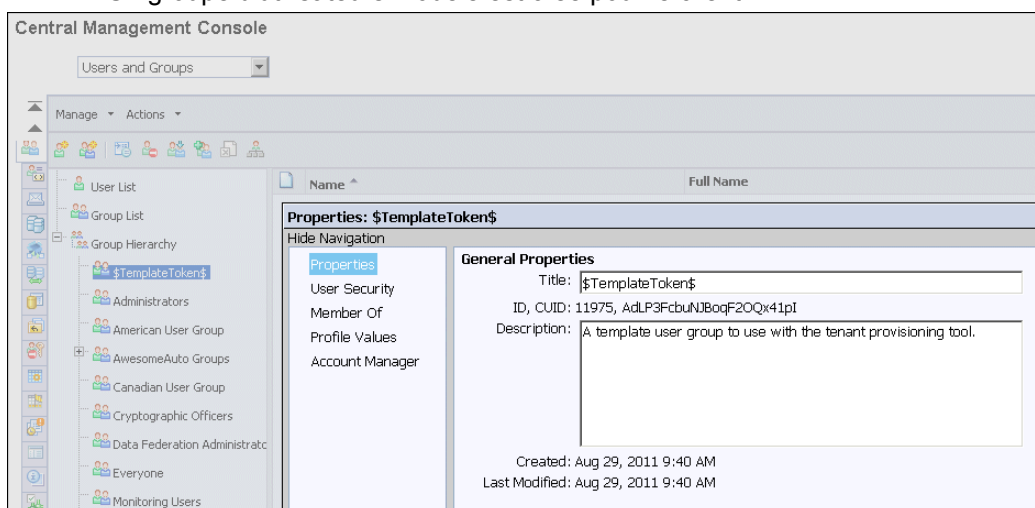 Central Management Console
Users and Groups
Manage Actions
User List
Group List
Group Hierarchy
$TemplateToken$
Administrators
American User Group
AwesomeAuto Groups
Canadian User Group
Cryptographic Officers
Data Federation Administratc
Everyone
Monitoring Users
Name Full Name
Properties: $TemplateToken$
Hide Navigation
Properties
User Security
Member Of
Profile Values
Account Manager
General Properties
Title: $TemplateToken$
ID, CUID: 11975, AdLP3FcbuNJBoqF2OQx41pI
Description: A template user group to use with the tenant provisioning tool.
Created: Aug 29, 2011 9:40 AM
Last Modified: Aug 29, 2011 9:40 AM